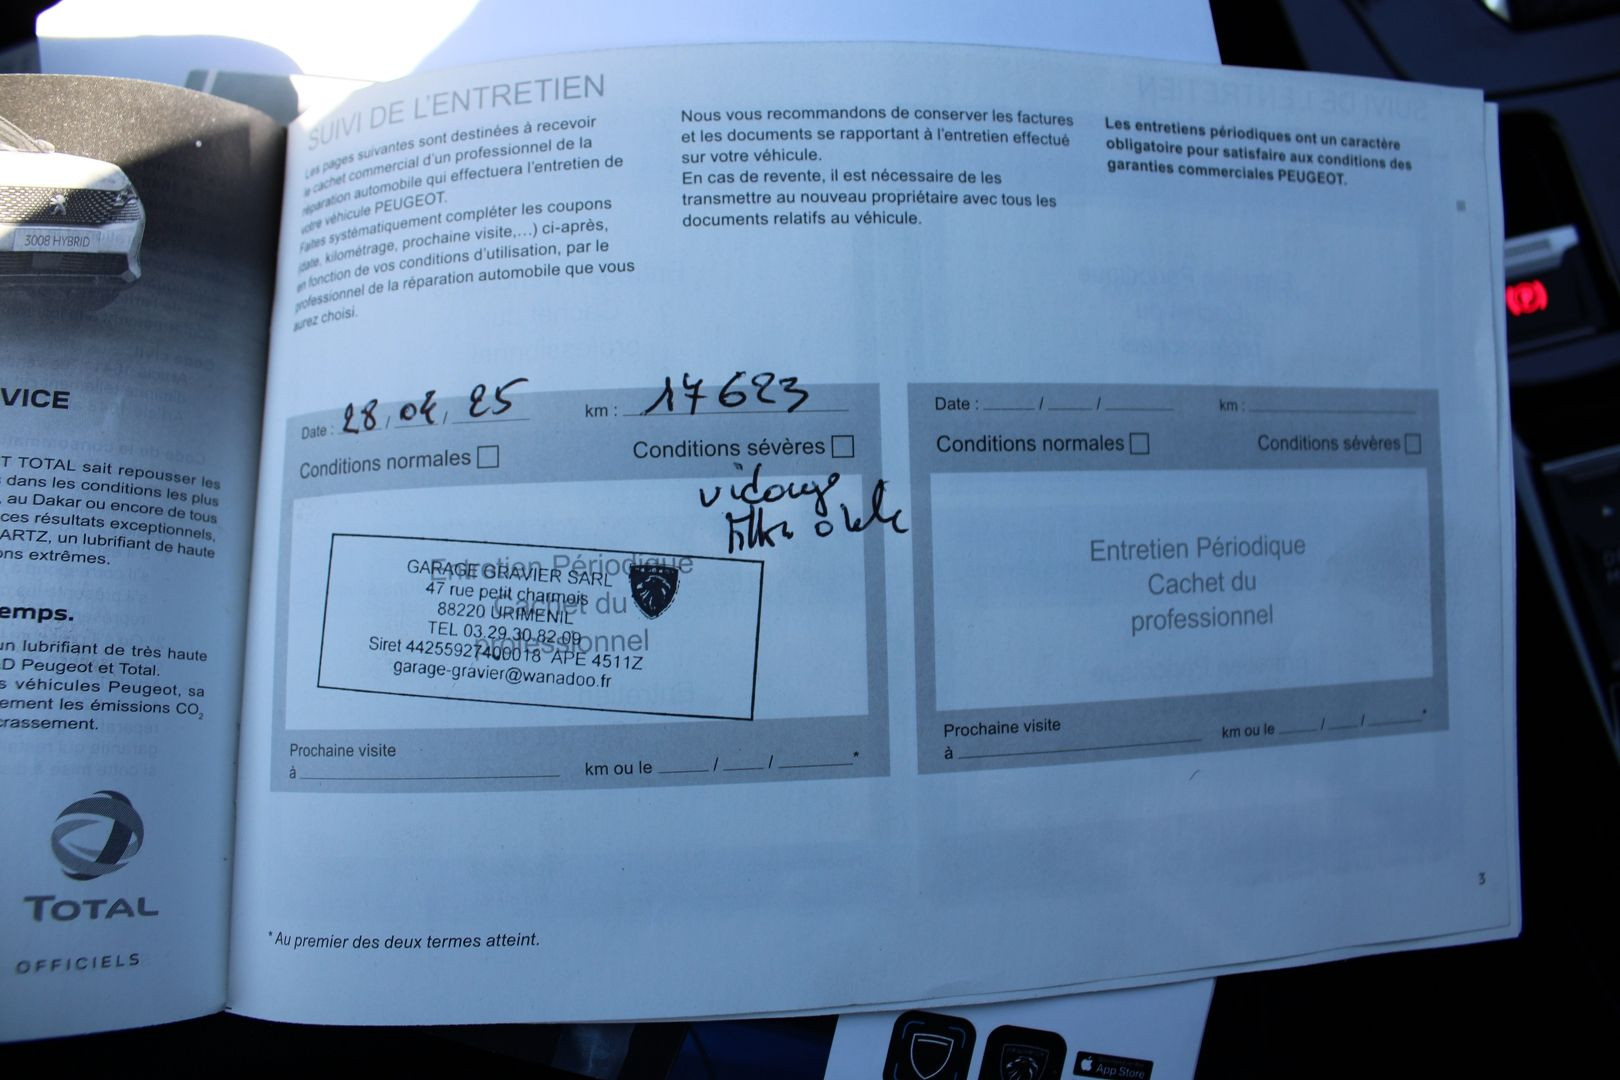 3008 HYBRID
VICE
T TOTAL sait repousser les
dans les conditions les plus
, au Dakar ou encore de tous
ces résultats exceptionnels,
ARTZ, un lubrifiant de haute
ons extrêmes.
emps.
un lubrifiant de très haute
D Peugeot et Total.
s véhicules Peugeot, sa
ement les émissions CO2
crassement.
TOTAL
OFFICIELS
SUIVI DE L'ENTRETIEN
Les pages suivantes sont destinées à recevoir
le cachet commercial d'un professionnel de la
réparation automobile qui effectuera l'entretien de
votre véhicule PEUGEOT.
Faites systématiquement compléter les coupons
(date, kilométrage, prochaine visite,...) ci-après,
en fonction de vos conditions d'utilisation, par le
professionnel de la réparation automobile que vous
aurez choisi.
Nous vous recommandons de conserver les factures
et les documents se rapportant à l'entretien effectué
sur votre véhicule.
En cas de revente, il est nécessaire de les
transmettre au nouveau propriétaire avec tous les
documents relatifs au véhicule.
Les entretiens périodiques ont un caractère
obligatoire pour satisfaire aux conditions des
garanties commerciales PEUGEOT.
Date : 28 / 04 / 25 km : 17623
Conditions normales Conditions sévères
vidange
filtre
Entretien Périodique
Cachet du
professionnel
GARAGE GRAVIER SARL
47 rue petit charmois
88220 URIMENIL
TEL 03.29.30.82.09
Siret 44255927400018 APE 4511Z
garage-gravier@wanadoo.fr
Prochaine visite
à km ou le / / *
Date : / / km :
Conditions normales Conditions sévères
Entretien Périodique
Cachet du
professionnel
Prochaine visite
à km ou le / / *
* Au premier des deux termes atteint.
3
App Store